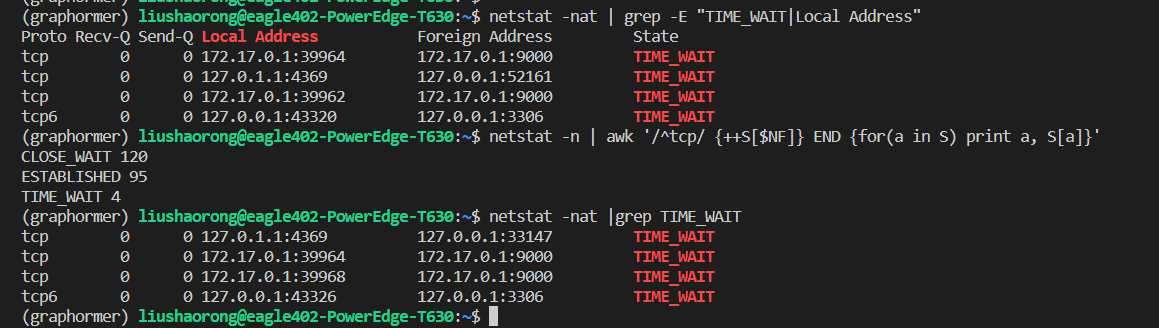 (graphormer) liushaorong@eagle402-PowerEdge-T630:~$ netstat -nat | grep -E "TIME_WAIT|Local Address"
Proto Recv-Q Send-Q Local Address           Foreign Address         State
tcp        0      0 172.17.0.1:39964        172.17.0.1:9000         TIME_WAIT
tcp        0      0 127.0.1.1:4369          127.0.0.1:52161         TIME_WAIT
tcp        0      0 172.17.0.1:39962        172.17.0.1:9000         TIME_WAIT
tcp6       0      0 127.0.0.1:43320         127.0.0.1:3306          TIME_WAIT
(graphormer) liushaorong@eagle402-PowerEdge-T630:~$ netstat -n | awk '/^tcp/ {++S[$NF]} END {for(a in S) print a, S[a]}'
CLOSE_WAIT 120
ESTABLISHED 95
TIME_WAIT 4
(graphormer) liushaorong@eagle402-PowerEdge-T630:~$ netstat -nat |grep TIME_WAIT
tcp        0      0 127.0.1.1:4369          127.0.0.1:33147         TIME_WAIT
tcp        0      0 172.17.0.1:39964        172.17.0.1:9000         TIME_WAIT
tcp        0      0 172.17.0.1:39968        172.17.0.1:9000         TIME_WAIT
tcp6       0      0 127.0.0.1:43326         127.0.0.1:3306          TIME_WAIT
(graphormer) liushaorong@eagle402-PowerEdge-T630:~$